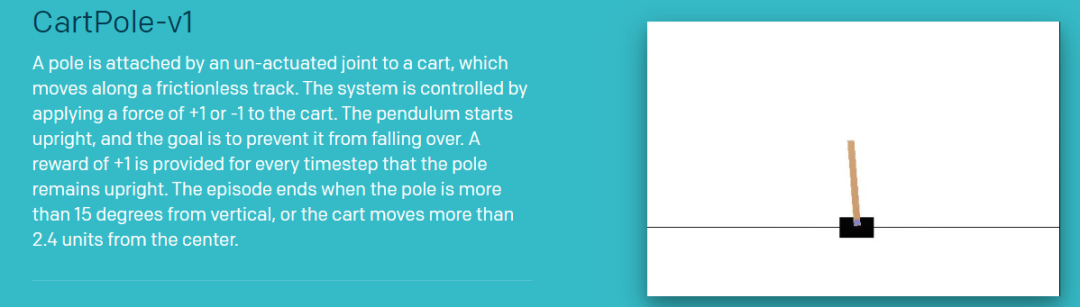 CartPole-v1
A pole is attached by an un-actuated joint to a cart, which
moves along a frictionless track. The system is controlled by
applying a force of +1 or -1 to the cart. The pendulum starts
upright, and the goal is to prevent it from falling over. A
reward of +1 is provided for every timestep that the pole
remains upright. The episode ends when the pole is more
than 15 degrees from vertical, or the cart moves more than
2.4 units from the center.